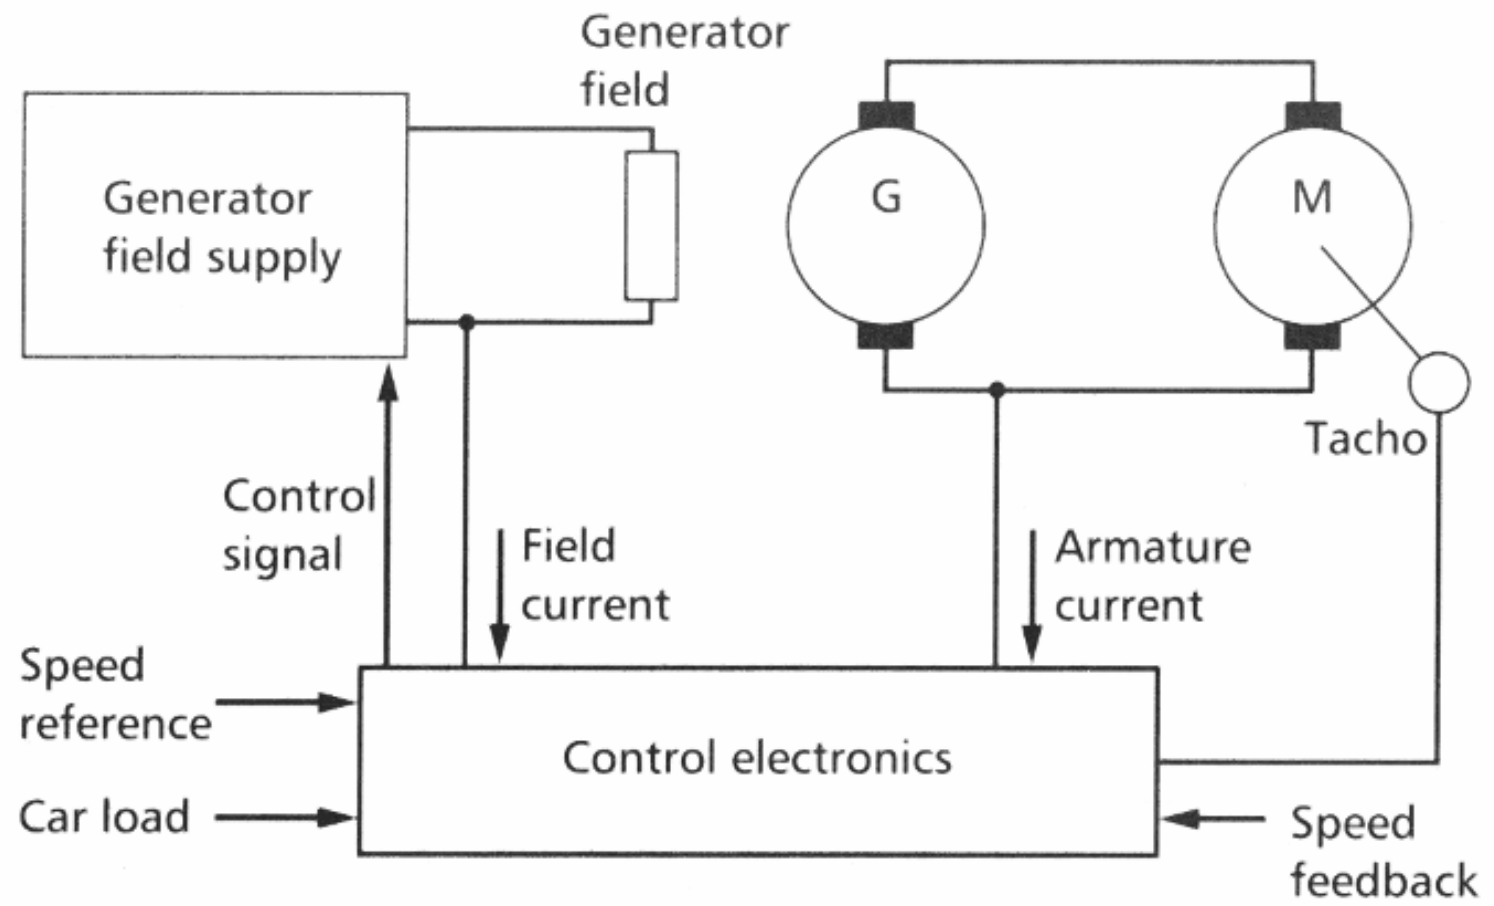 Generator
field
Generator
field supply
G
M
Tacho
Control
signal
Field
current
Armature
current
Speed
reference
Control electronics
Car load
Speed
feedback